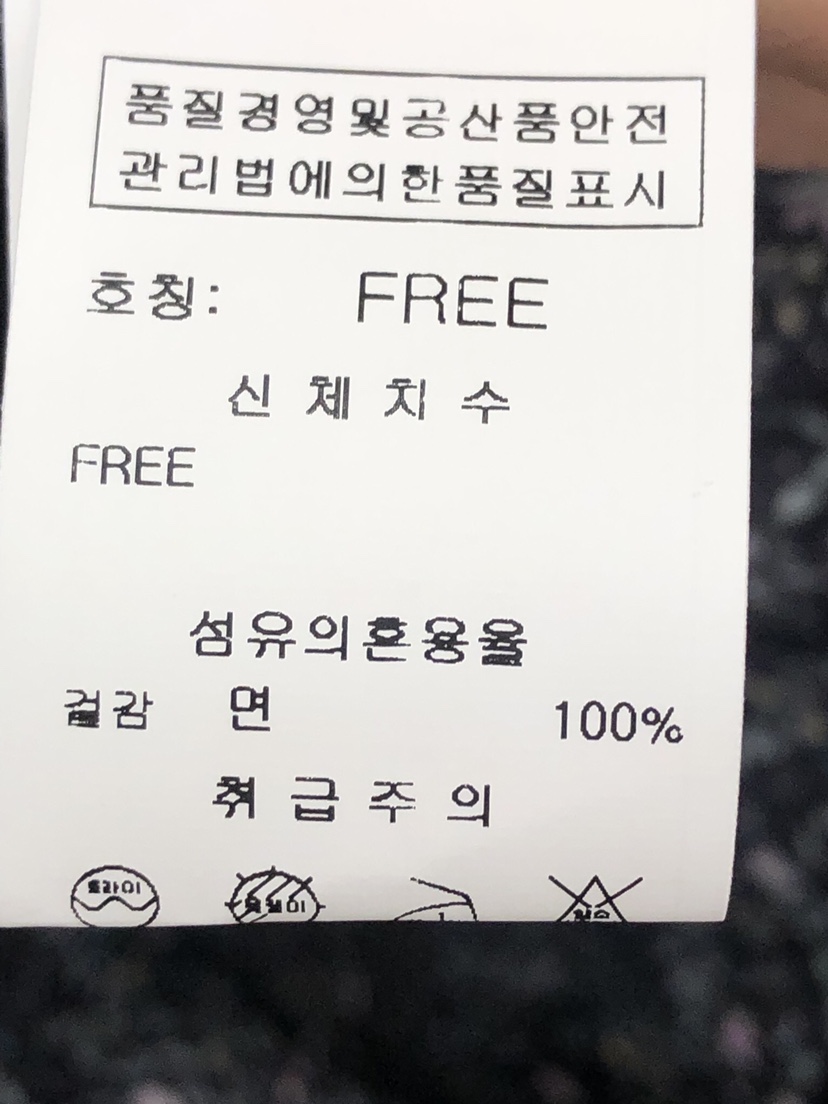 품질경영및공산품안전
관리법에의한품질표시
호칭: FREE
신 체 치 수
FREE
섬유의혼용율
겉감 면 100%
취 급 주 의
드라이